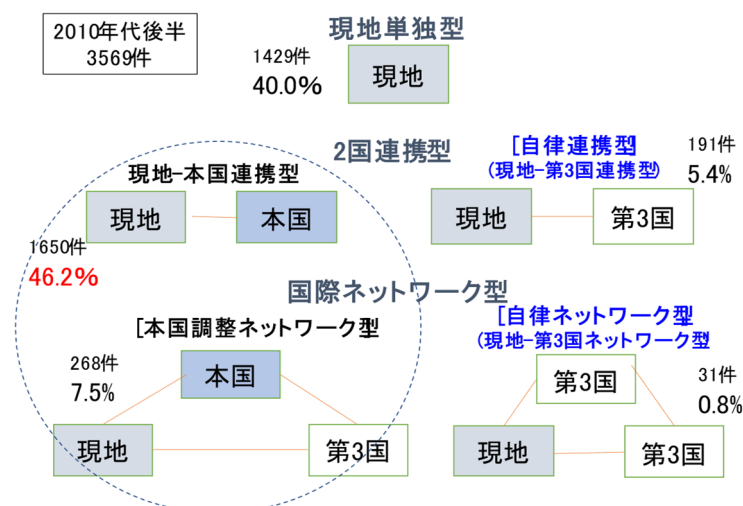 2010年代後半
3569件
現地単独型
1429件
40.0%
現地
2国連携型
現地-本国連携型
現地
本国
1650件
46.2%
[自律連携型]
(現地-第3国連携型)
191件
5.4%
現地
第3国
国際ネットワーク型
[本国調整ネットワーク型]
268件
7.5%
本国
現地
第3国
[自律ネットワーク型]
(現地-第3国ネットワーク型
31件
0.8%
第3国
現地
第3国